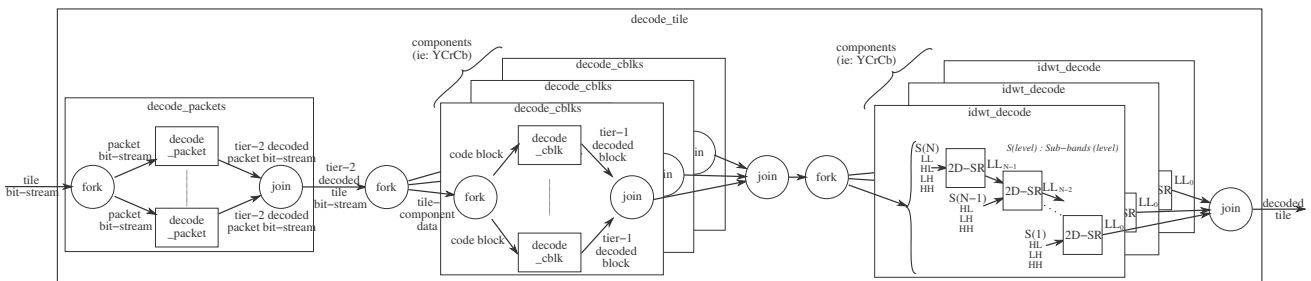 decode_tile
components
(ie: YCrCb)
components
(ie: YCrCb)
decode_cblks
decode_cblks
decode_cblks
idwt_decode
idwt_decode
idwt_decode
decode_packets
tile
bit-stream
fork
packet
bit-stream
decode
_packet
tier-2 decoded
packet bit-stream
packet
bit-stream
decode
_packet
tier-2 decoded
packet bit-stream
join
tier-2
decoded
tile
bit-stream
fork
tile-
component
data
fork
code block
decode
_cblk
tier-1
decoded
block
code block
decode
_cblk
tier-1
decoded
block
join
in
in
join
fork
S(level) : Sub-bands (level)
S(N)
LL
HL
LH
HH
2D-SR
LL N-1
S(N-1)
HL
LH
HH
2D-SR
LL N-2
S(1)
HL
LH
HH
2D-SR
LL0
SR
LL0
SR
LL0
join
decoded
tile